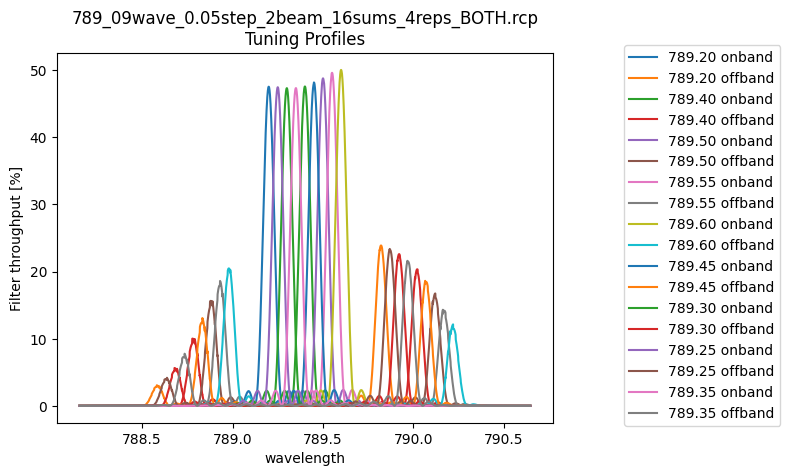 789_09wave_0.05step_2beam_16sums_4reps_BOTH.rcp
Tuning Profiles
Filter throughput [%]
50
40
30
20
10
0
788.5
789.0
789.5
790.0
790.5
wavelength
789.20 onband
789.20 offband
789.40 onband
789.40 offband
789.50 onband
789.50 offband
789.55 onband
789.55 offband
789.60 onband
789.60 offband
789.45 onband
789.45 offband
789.30 onband
789.30 offband
789.25 onband
789.25 offband
789.35 onband
789.35 offband